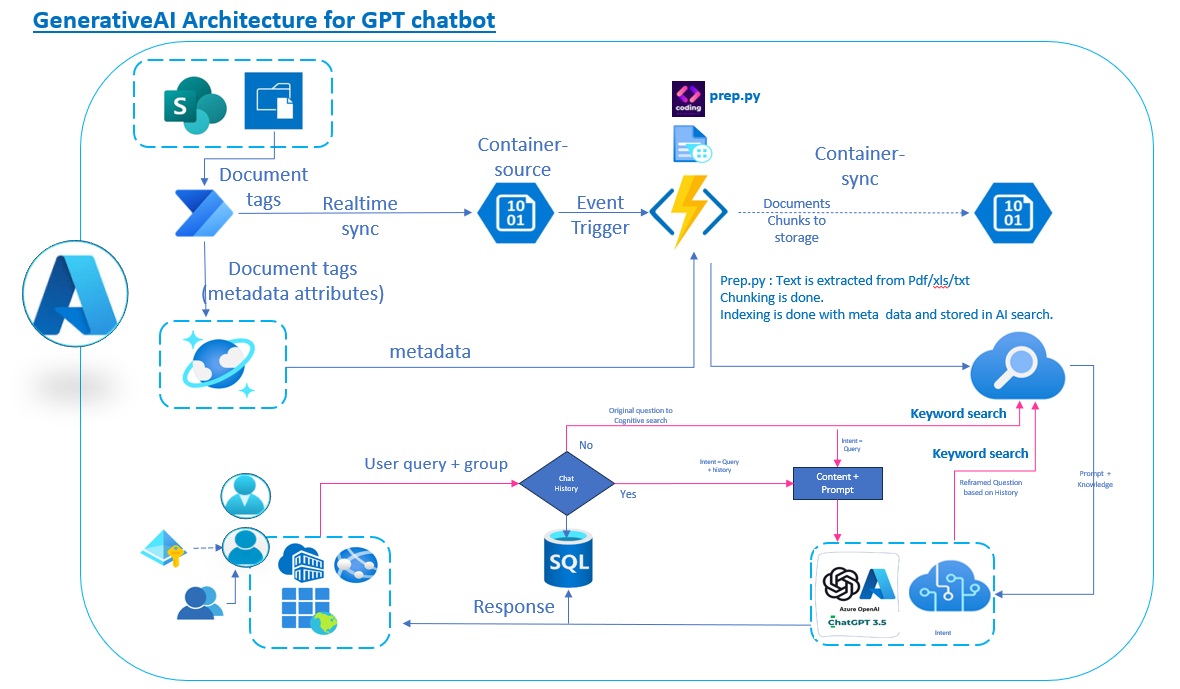 GenerativeAI Architecture for GPT chatbot
S
coding
prep.py
Document
tags
Realtime
sync
Container-
source
10
01
Event
Trigger
Container-
sync
Documents
Chunks to
storage
10
01
Document tags
(metadata attributes)
Prep.py : Text is extracted from Pdf/xls/txt
Chunking is done.
Indexing is done with meta data and stored in AI search.
metadata
Original question to
Cognitive search
Keyword search
No
Intent =
Query
User query + group
Chat
History
Intent = Query
+ history
Yes
Content +
Prompt
Keyword search
Reframed Question
based on History
Prompt +
Knowledge
SQL
Response
Azure OpenAI
ChatGPT 3.5
Intent